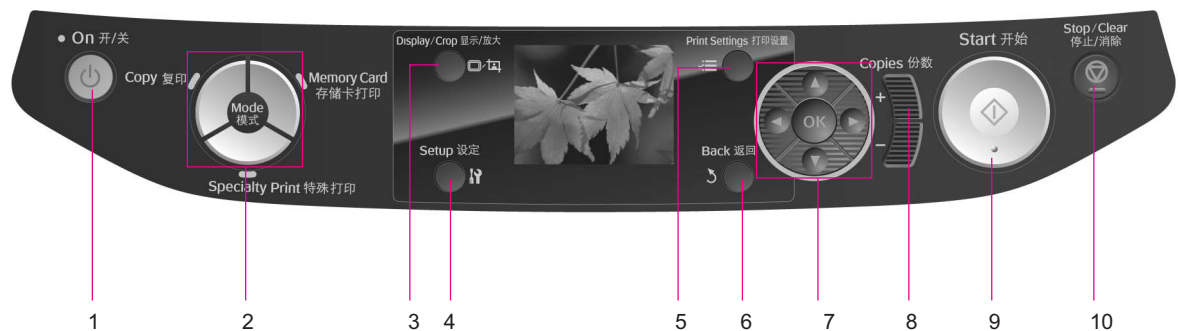 On 开/关
Copy 复印
Mode
模式
Memory Card
存储卡打印
Specialty Print 特殊打印
Display/Crop 显示/放大
Setup 设定
Print Settings 打印设置
Back 返回
OK
Copies 份数
+
−
Start 开始
Stop/Clear
停止/消除
1 2 3 4 5 6 7 8 9 10